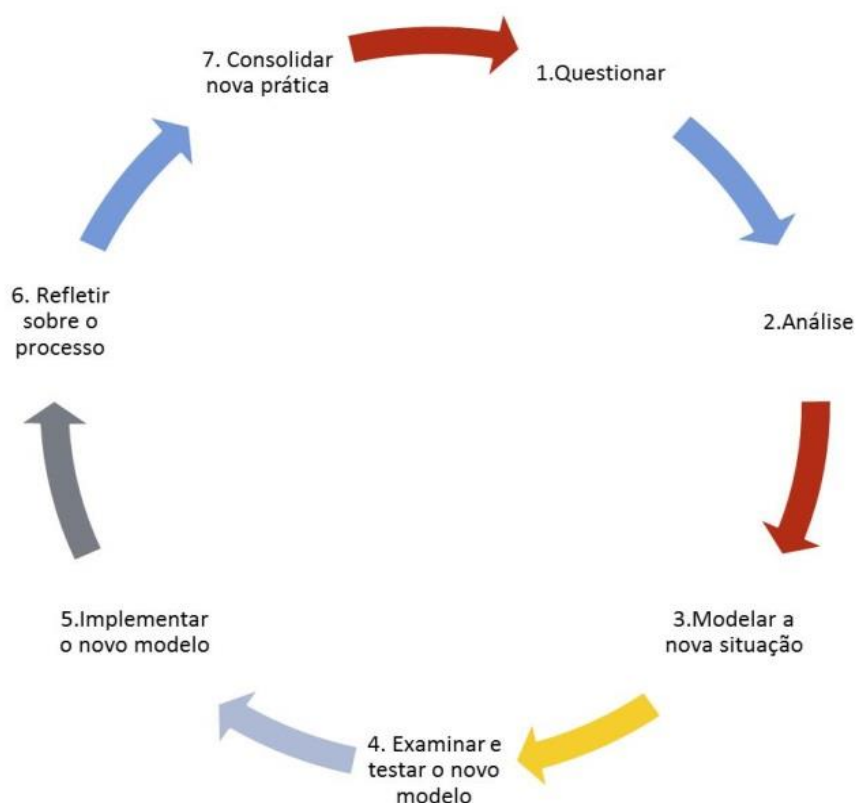 1.Questionar
2.Análise
3.Modelar a
nova situação
4. Examinar e
testar o novo
modelo
5.Implementar
o novo modelo
6. Refletir
sobre o
processo
7. Consolidar
nova prática